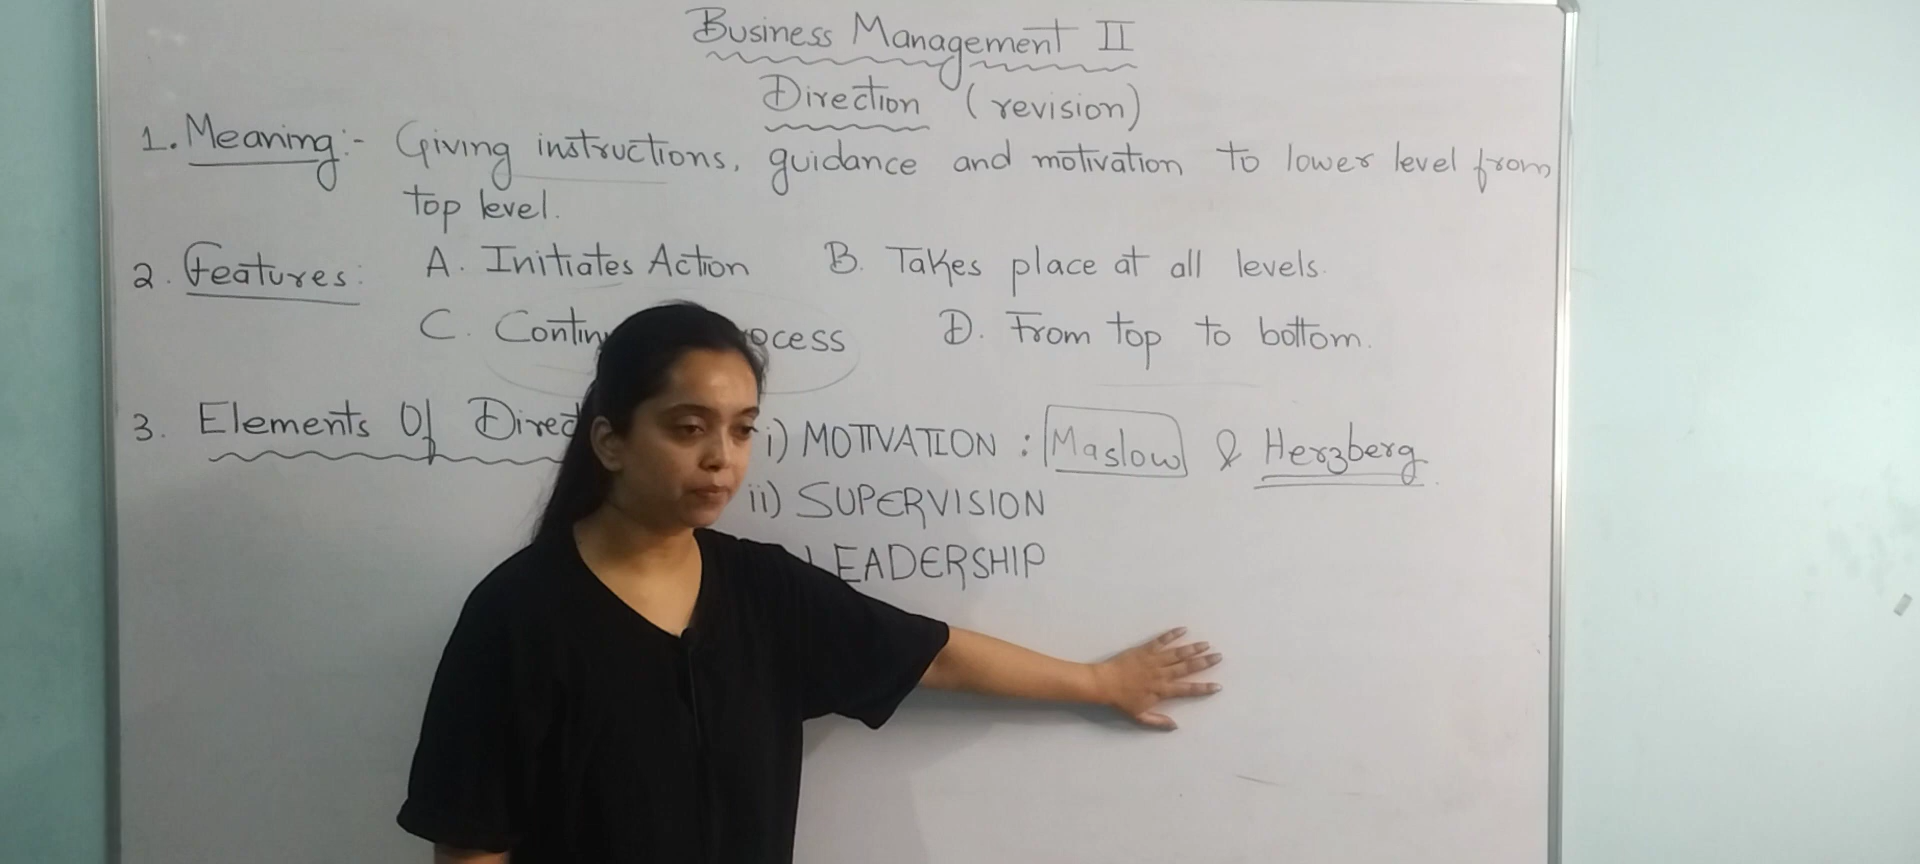 Business Management II
Direction (revision)
1. Meaning:- Giving instructions, guidance and motivation to lower level from
top level.
2. Features: A. Initiates Action B. Takes place at all levels.
C. D. From top to bottom.
3. Elements Of i) MOTIVATION : Maslow & Herzberg.
ii) SUPERVISION
LEADERSHIP